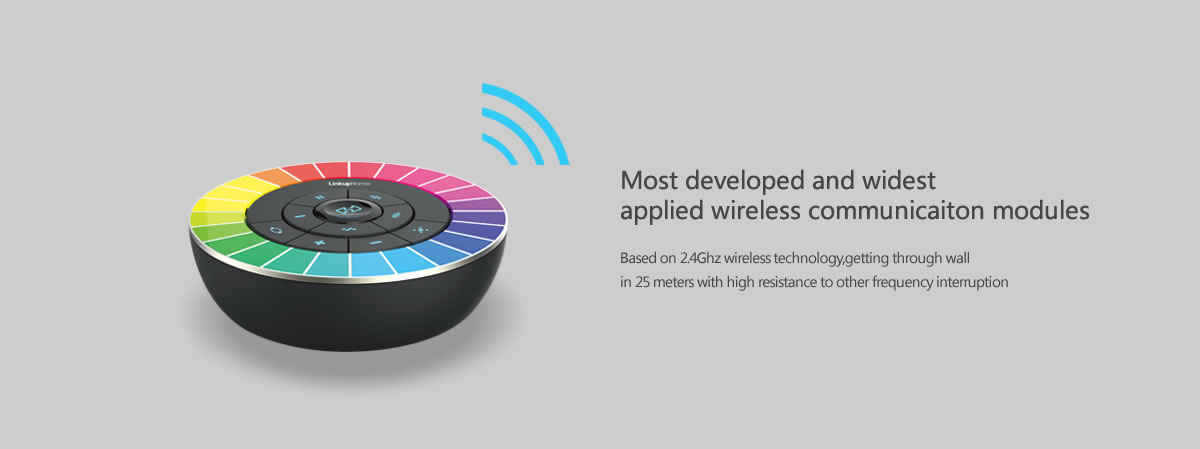 LinkupHome
Most developed and widest
applied wireless communicaiton modules
Based on 2.4Ghz wireless technology,getting through wall
in 25 meters with high resistance to other frequency interruption